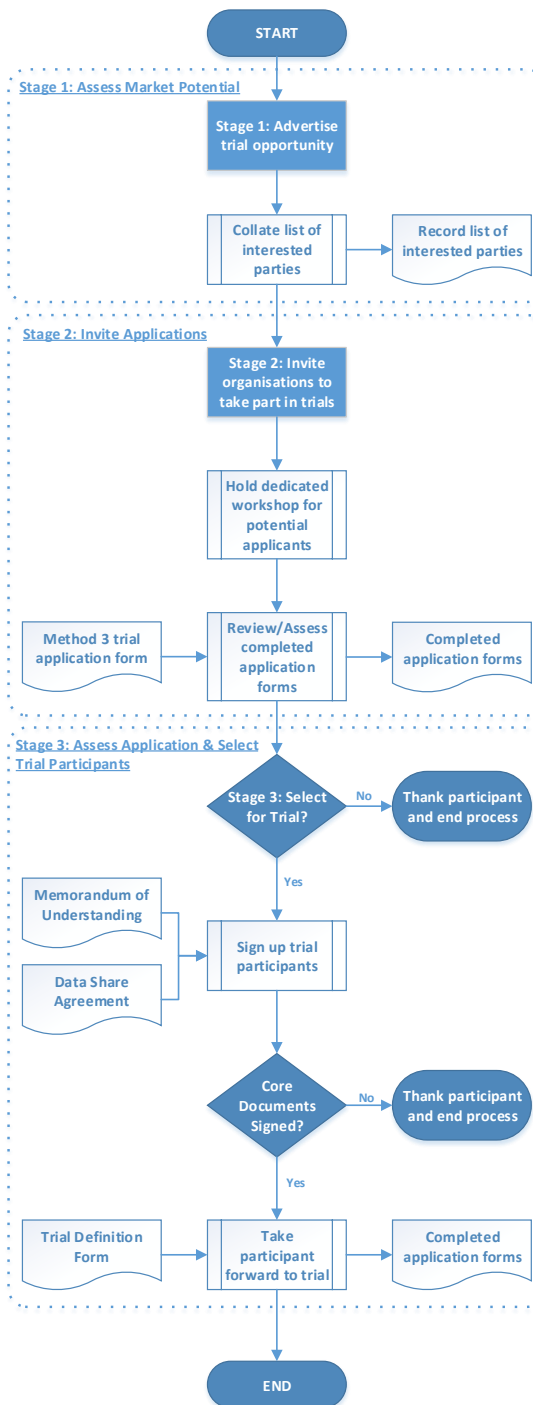 START
Stage 1: Assess Market Potential
Stage 1: Advertise
trial opportunity
Collate list of
interested
parties
Record list of
interested parties
Stage 2: Invite Applications
Stage 2: Invite
organisations to
take part in trials
Hold dedicated
workshop for
potential
applicants
Method 3 trial
application form
Review/Assess
completed
application
forms
Completed
application forms
Stage 3: Assess Application & Select
Trial Participants
Stage 3: Select
for Trial?
No
Thank participant
and end process
Yes
Memorandum of
Understanding
Sign up trial
participants
Data Share
Agreement
Core
Documents
Signed?
No
Thank participant
and end process
Yes
Trial Definition
Form
Take
participant
forward to trial
Completed
application forms
END